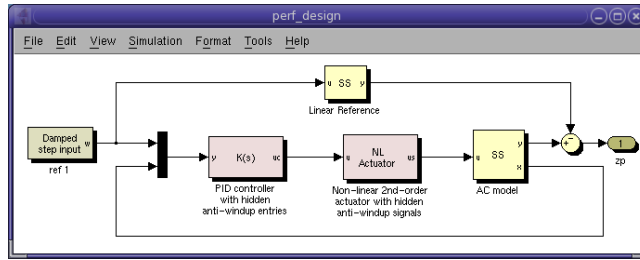 perf_design
File Edit View Simulation Format Tools Help
u SS y
Linear Reference
Damped
step input
w
ref 1
y K(s) uc
PID controller
with hidden
anti-windup entries
u NL
Actuator us
Non-linear 2nd-order
actuator with hidden
anti-windup signals
u SS y
x
AC model
+ -
1
zp